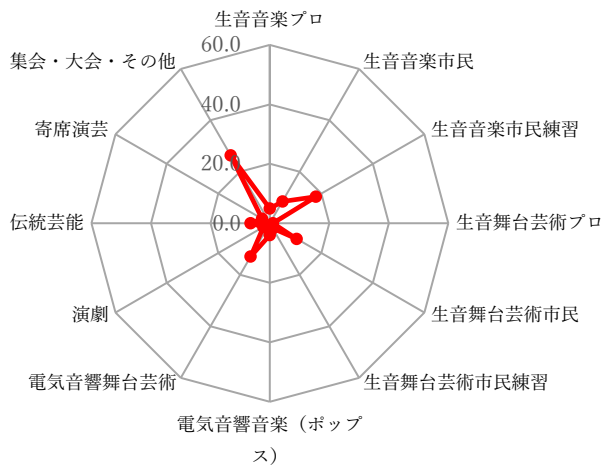 生音音楽プロ
60.0
集会・大会・その他
生音音楽市民
40.0
寄席演芸
生音音楽市民練習
20.0
伝統芸能
0.0
生音舞台芸術プロ
演劇
生音舞台芸術市民
電気音響舞台芸術
生音舞台芸術市民練習
電気音響音楽（ポップ
ス）